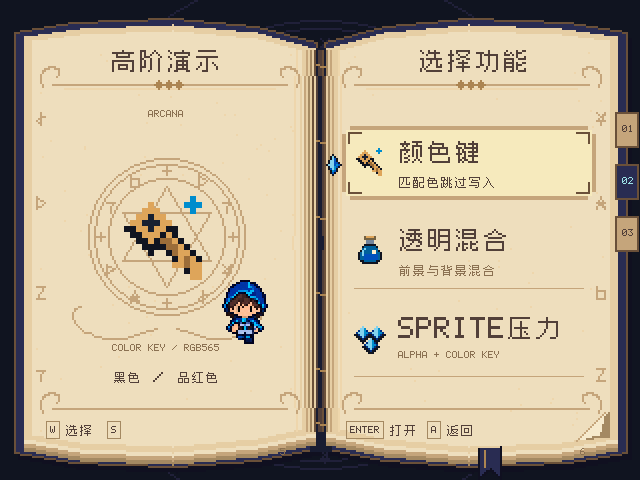 高阶演示
ARCANA
COLOR KEY / RGB565
黑色 / 品红色
W 选择 S
选择功能
颜色键
匹配色跳过写入
透明混合
前景与背景混合
SPRITE压力
ALPHA + COLOR KEY
ENTER 打开 A 返回
6
01
02
03